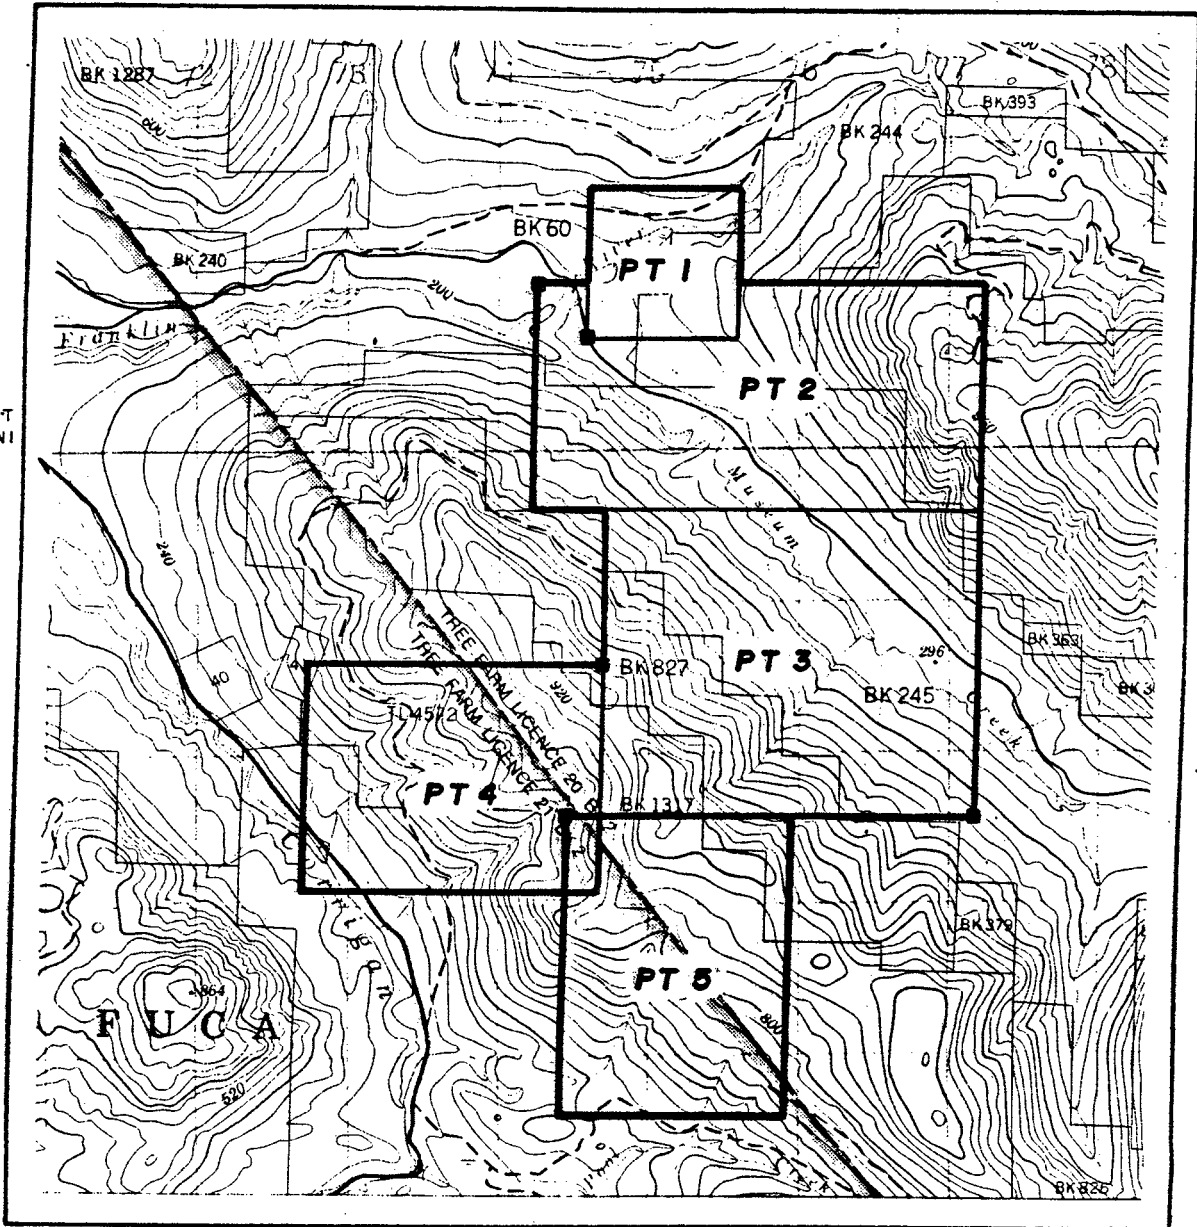 BK 1287
BK 393
BK 244
600
BK 60
BK 240
PT 1
200
Franklin
PT 2
Museum
240
TREE FARM LICENCE 20
TREE FARM LICENCE 2
BK 827
PT 3
296
BK 363
BK 245
40
920
TL 4572
PT 4
BK 1317
Creek
Corrigan
BK 379
PT 5
864
FUCA
800
520
BK 826